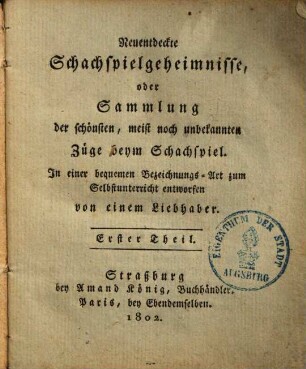 Neuentdeckte
Schachspielgeheimnisse,
oder
Sammlung
der schönsten, meist noch unbekannten
Züge beym Schachspiel.
In einer bequemen Bezeichnungs-Art zum
Selbstunterricht entworfen
von einem Liebhaber.
Erster Theil.
Straßburg
bey Amand König, Buchhändler.
Paris, bey Ebendemselben.
1802.
EIGENTHUM DER STADT
AUGSBURG